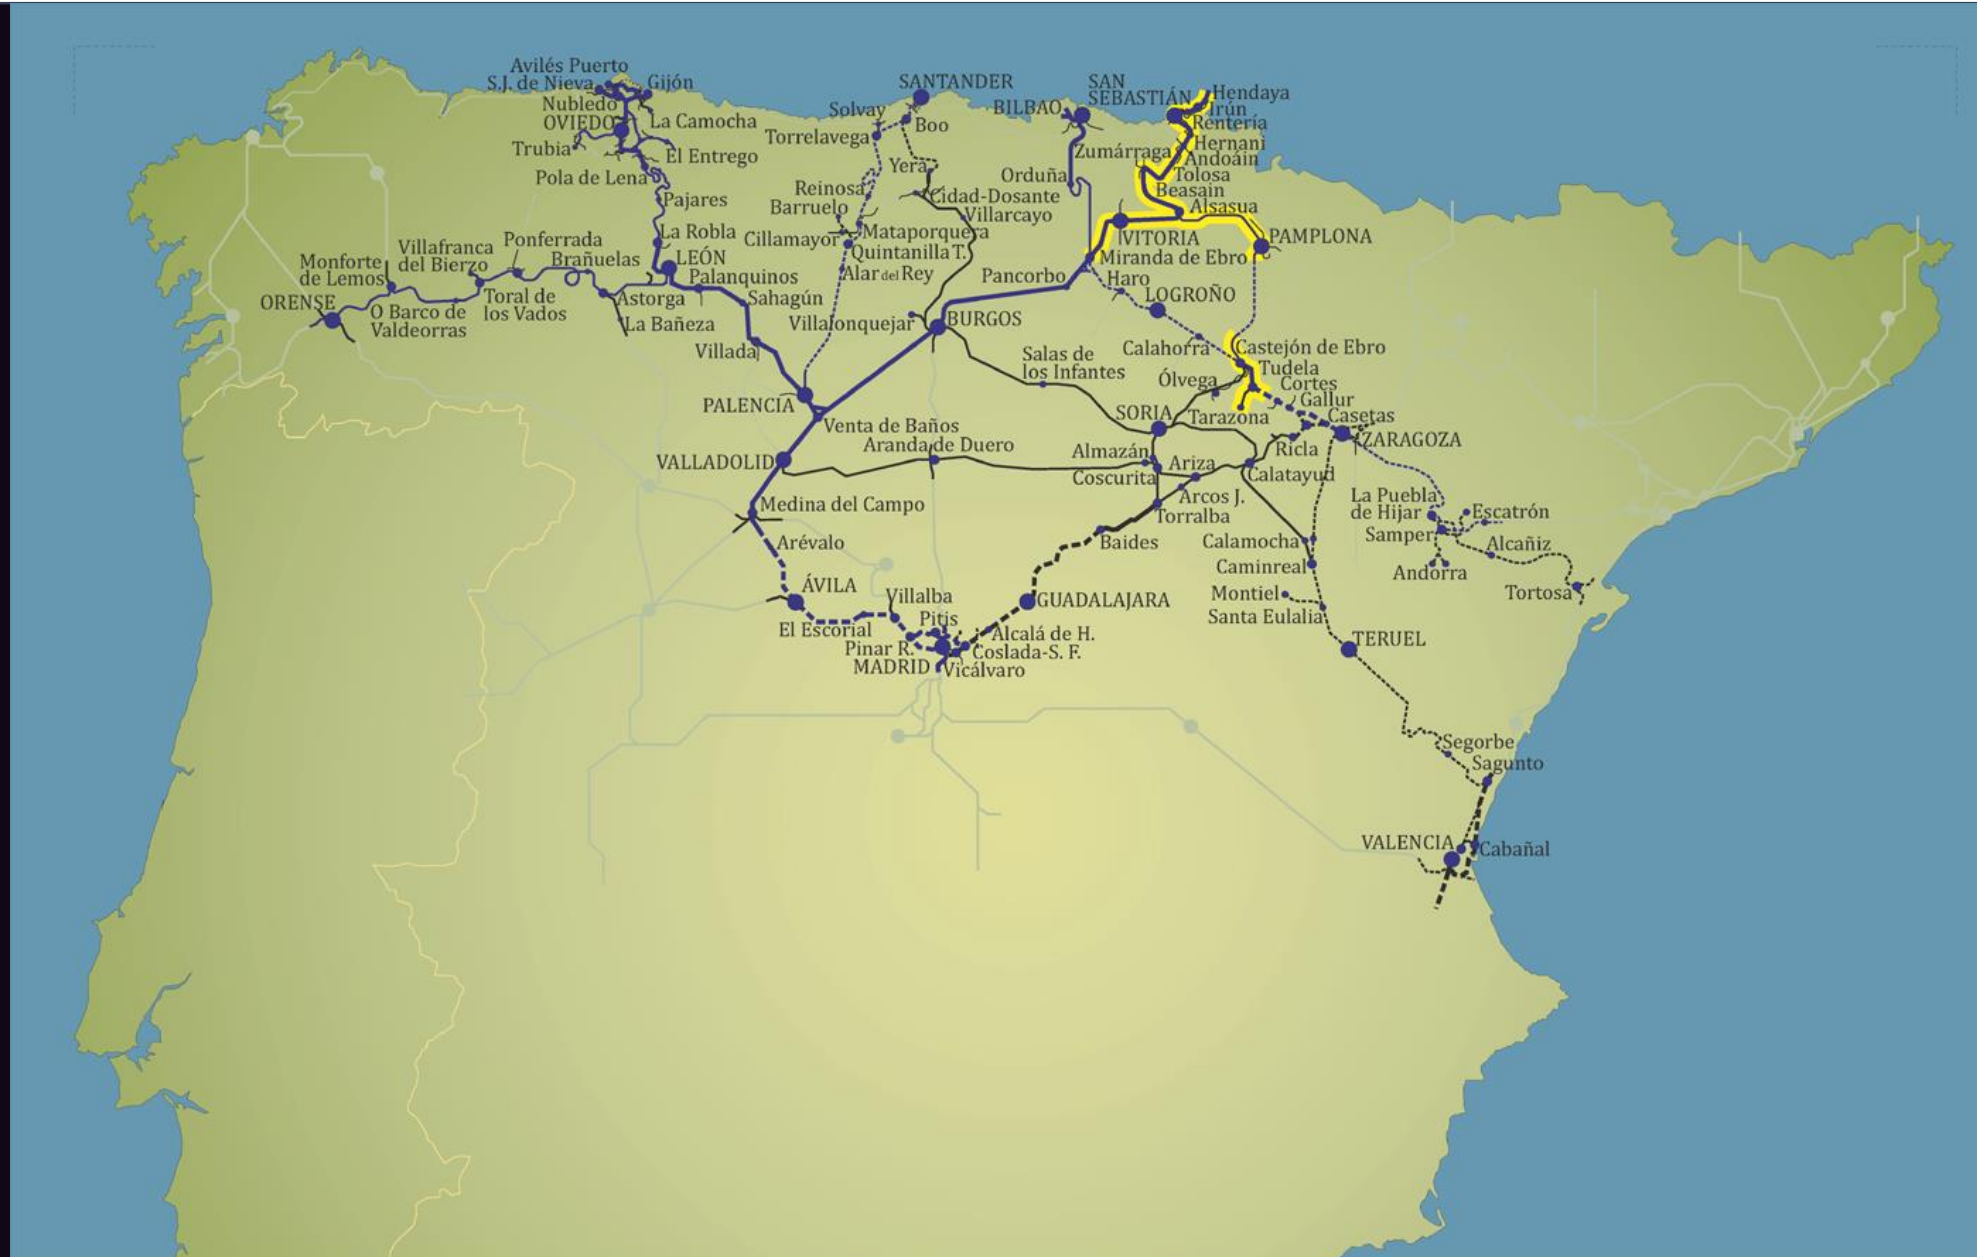 Avilés Puerto
S.J. de Nieva
Gijón
Nubledo
OVIEDO
La Camocha
Trubia
El Entrego
Pola de Lena
Pajares
La Robla
LEÓN
Palanquinos
Sahagún
Villada
PALENCIA
Monforte
de Lemos
Villafranca
del Bierzo
Ponferrada
Brañuelas
ORENSE
O Barco de
Valdeorras
Toral de
los Vados
Astorga
La Bañeza
SANTANDER
Solvay
Boo
Torrelavega
Yera
Reinosa
Cidad-Dosante
Barruelo
Villarcayo
Cillamayor
Mataporquera
Quintanilla T.
Alar del Rey
Villalonquejar
BURGOS
BILBAO
SAN
SEBASTIÁN
Hendaya
Irún
Rentería
Hernani
Zumárraga
Andoáin
Orduña
Tolosa
Beasain
Alsasua
VITORIA
PAMPLONA
Miranda de Ebro
Pancorbo
Haro
LOGROÑO
Calahorra
Castejón de Ebro
Salas de
los Infantes
Tudela
Ólvega
Cortes
Gallur
SORIA
Tarazona
Casetas
ZARAGOZA
Venta de Baños
Aranda de Duero
VALLADOLID
Almazán
Ariza
Ricla
Coscurita
Calatayud
Medina del Campo
Arcos J.
Torralba
La Puebla
de Hijar
Escatrón
Arévalo
Baides
Calamocha
Samper
Alcañiz
Caminreal
Andorra
ÁVILA
Villalba
GUADALAJARA
Montiel
Tortosa
Santa Eulalia
El Escorial
Pitis
Alcalá de H.
Pinar R.
Coslada-S. F.
MADRID
Vicálvaro
TERUEL
Segorbe
Sagunto
VALENCIA
Cabañal